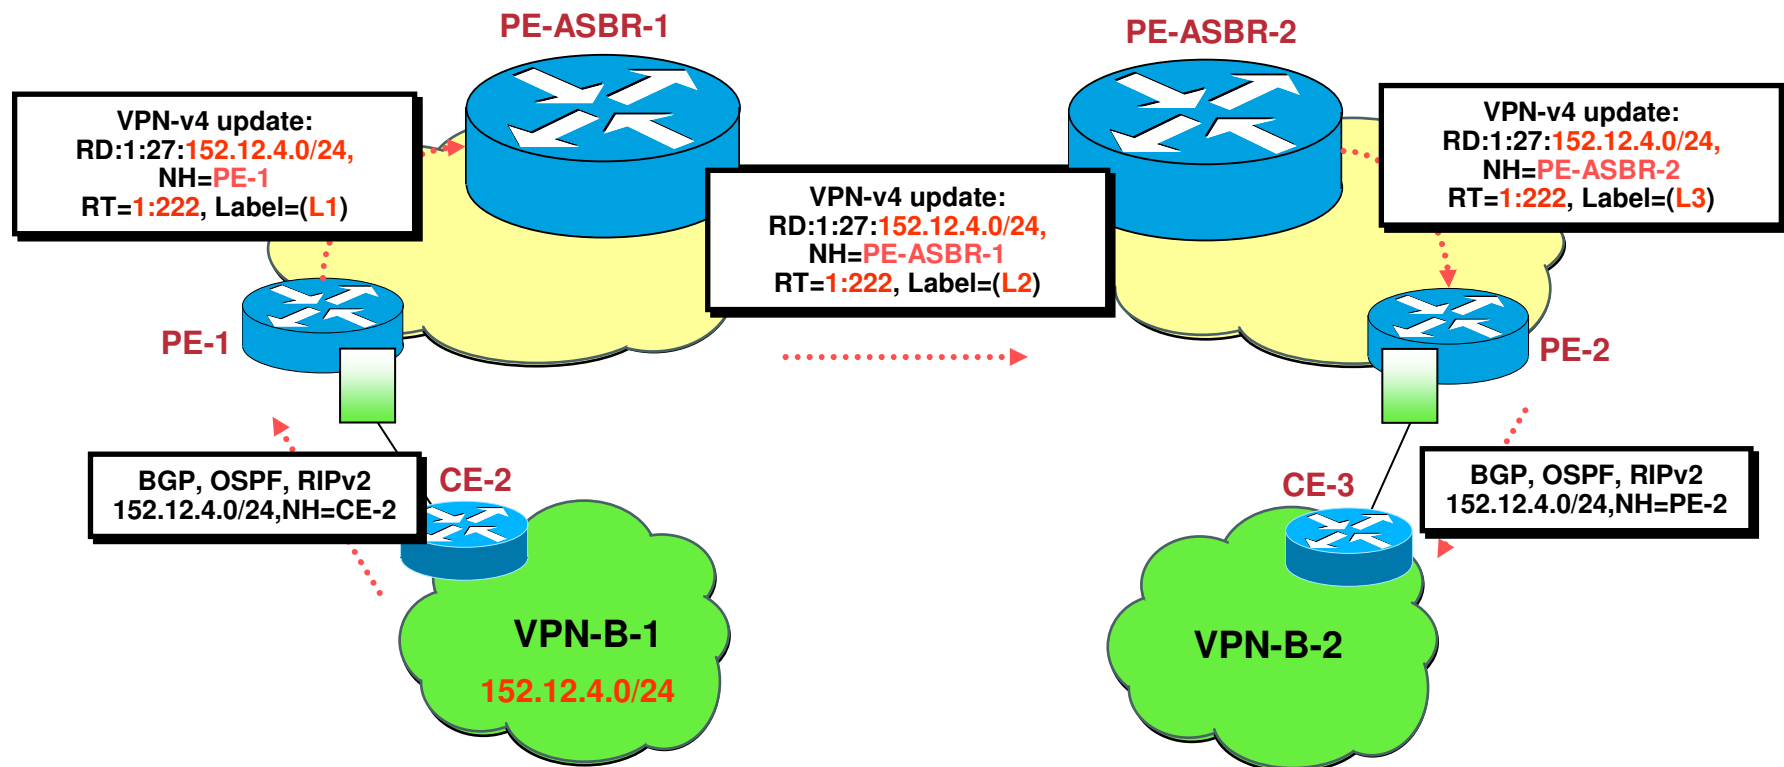 PE-ASBR-1
PE-ASBR-2
VPN-v4 update:
RD:1:27:152.12.4.0/24,
NH=PE-1
RT=1:222, Label=(L1)
VPN-v4 update:
RD:1:27:152.12.4.0/24,
NH=PE-ASBR-1
RT=1:222, Label=(L2)
VPN-v4 update:
RD:1:27:152.12.4.0/24,
NH=PE-ASBR-2
RT=1:222, Label=(L3)
PE-1
PE-2
BGP, OSPF, RIPv2
152.12.4.0/24,NH=CE-2
CE-2
CE-3
BGP, OSPF, RIPv2
152.12.4.0/24,NH=PE-2
VPN-B-1
152.12.4.0/24
VPN-B-2